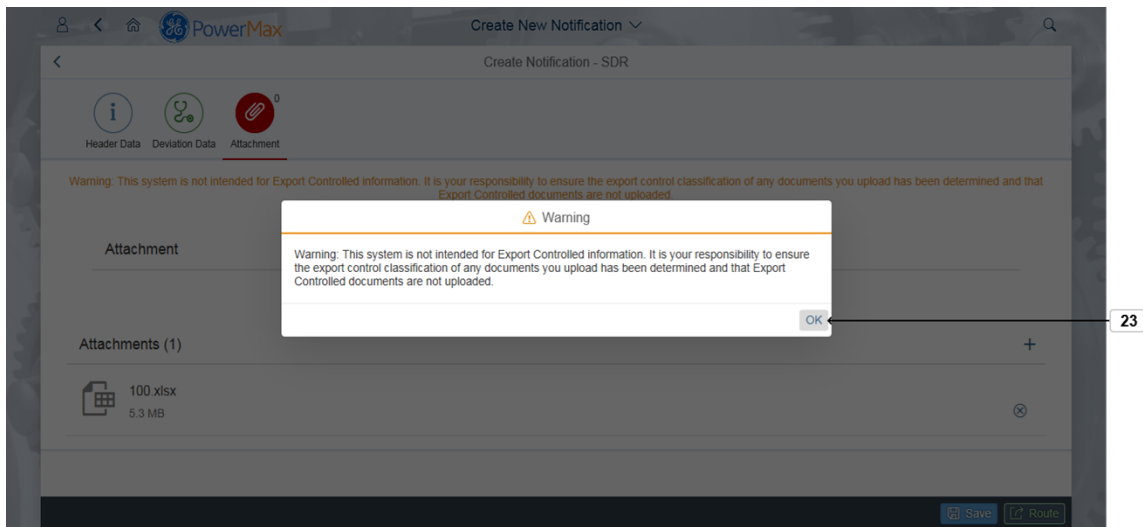 PowerMax
Create New Notification
Create Notification - SDR
0
Header Data Deviation Data Attachment
Warning: This system is not intended for Export Controlled information. It is your responsibility to ensure the export control classification of any documents you upload has been determined and that
Export Controlled documents are not uploaded.
Warning
Attachment
Warning: This system is not intended for Export Controlled information. It is your responsibility to ensure
the export control classification of any documents you upload has been determined and that Export
Controlled documents are not uploaded.
OK
23
Attachments (1)
100.xlsx
5.3 MB
Save Route